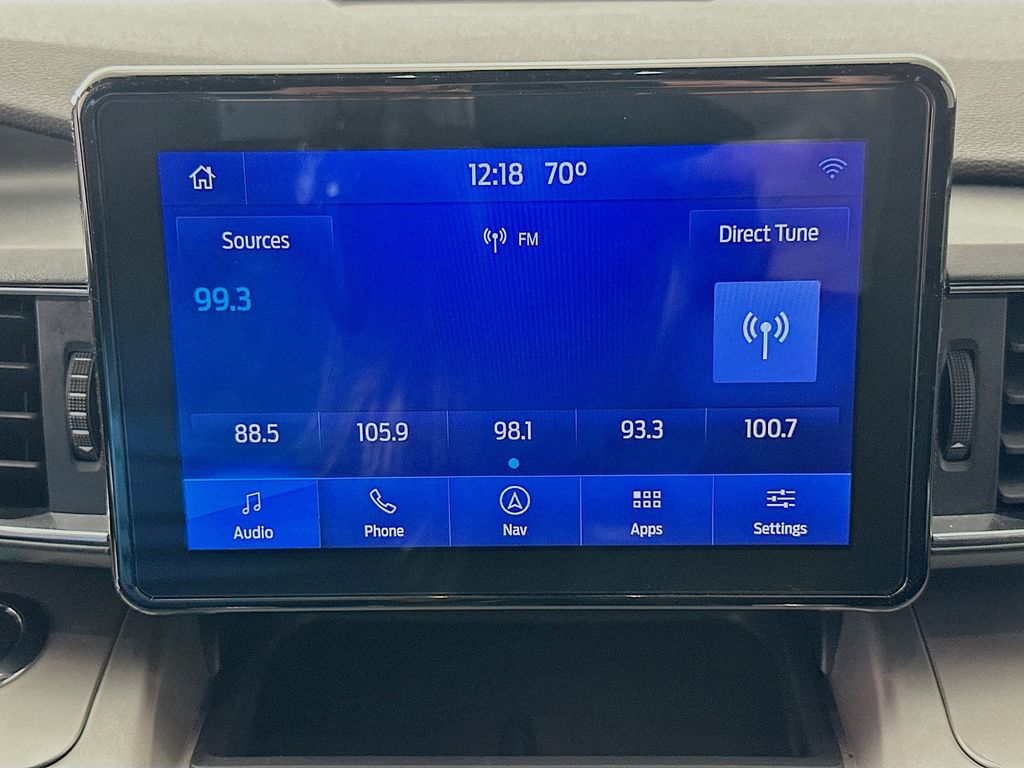 12:18 70°
Sources
FM
Direct Tune
99.3
88.5 105.9 98.1 93.3 100.7
Audio Phone Nav Apps Settings